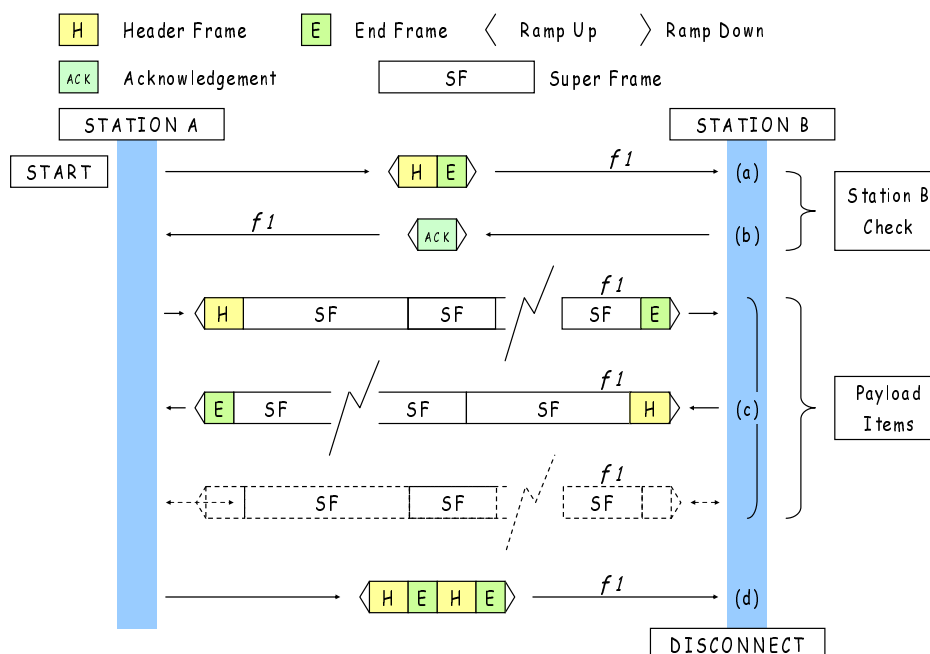 H Header Frame E End Frame Ramp Up Ramp Down
ACK Acknowledgement SF Super Frame
STATION A STATION B
START H E f1 (a)
Station B
Check
f1 ACK (b)
f1
H SF SF SF E
f1
E SF SF SF H (c)
Payload
Items
f1
SF SF SF
f1
H E H E (d)
DISCONNECT